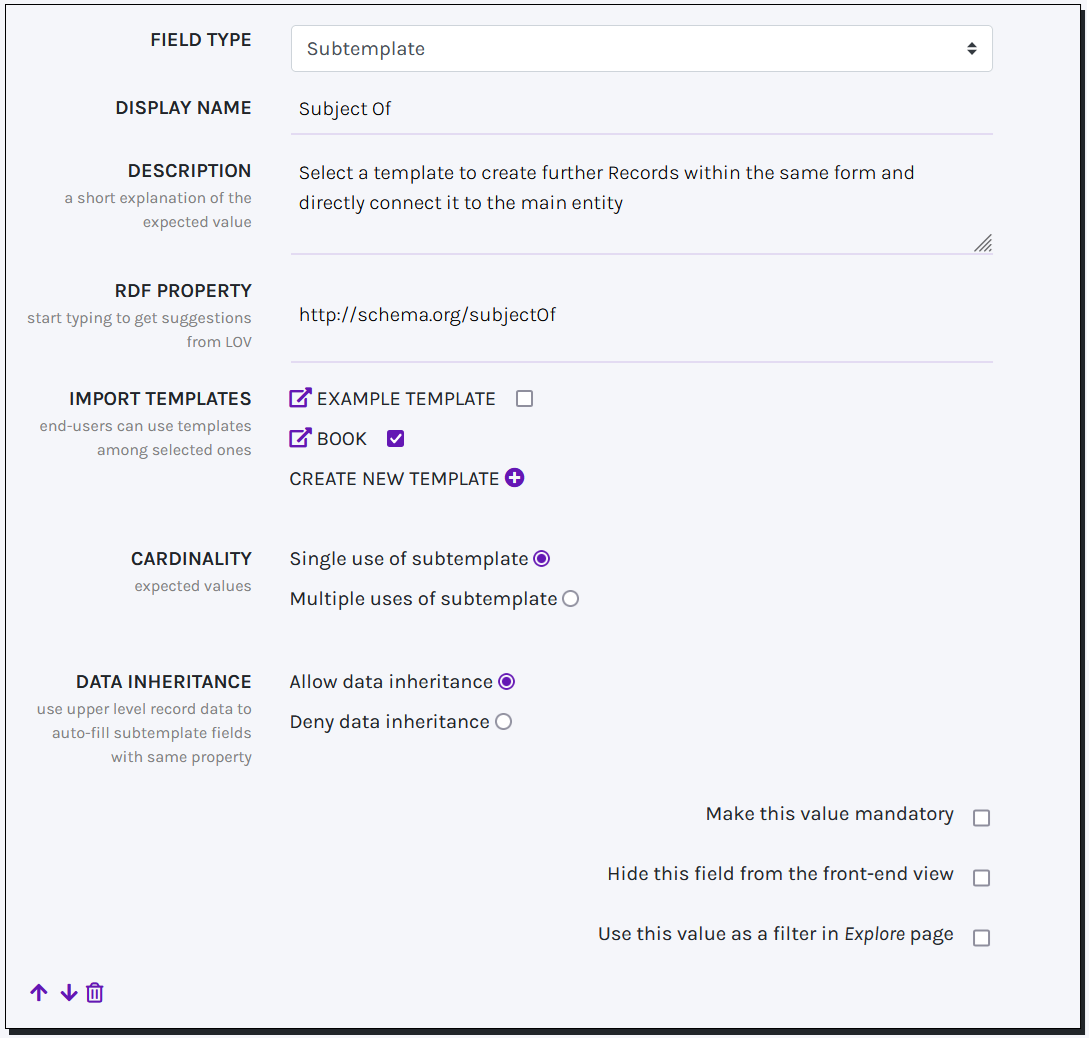 FIELD TYPE
Subtemplate
DISPLAY NAME
Subject Of
DESCRIPTION
a short explanation of the
expected value
Select a template to create further Records within the same form and
directly connect it to the main entity
RDF PROPERTY
start typing to get suggestions
from LOV
http://schema.org/subjectOf
IMPORT TEMPLATES
end-users can use templates
among selected ones
EXAMPLE TEMPLATE
BOOK
CREATE NEW TEMPLATE
CARDINALITY
expected values
Single use of subtemplate
Multiple uses of subtemplate
DATA INHERITANCE
use upper level record data to
auto-fill subtemplate fields
with same property
Allow data inheritance
Deny data inheritance
Make this value mandatory
Hide this field from the front-end view
Use this value as a filter in Explore page